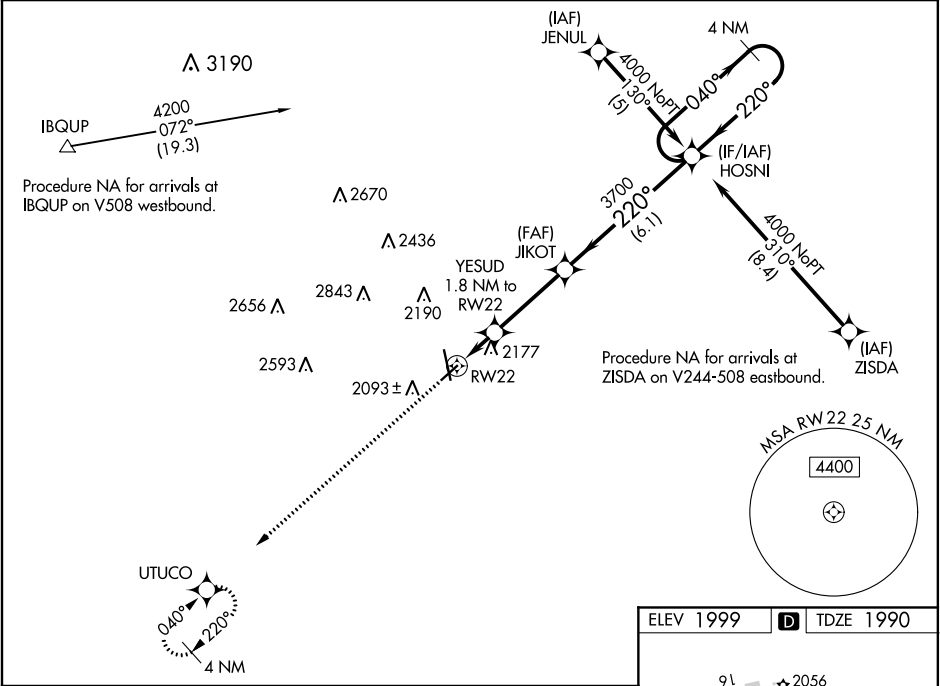 (IAF)
JENUL
4 NM
3190
4000 NoPT
130°
(5)
040°
220°
4200
072°
(19.3)
IBQUP
(IF/IAF)
HOSNI
Procedure NA for arrivals at
IBQUP on V508 westbound.
2670
3700
220°
(6.1)
4000 NoPT
310°
(8.4)
2436
(FAF)
JIKOT
YESUD
1.8 NM to
RW22
2656
2843
2190
2177
(IAF)
ZISDA
Procedure NA for arrivals at
ZISDA on V244-508 eastbound.
2593
RW22
2093 ±
MSA RW 22 25 NM
4400
UTUCO
040°
220°
4 NM
ELEV 1999
D
TDZE 1990
16
2056